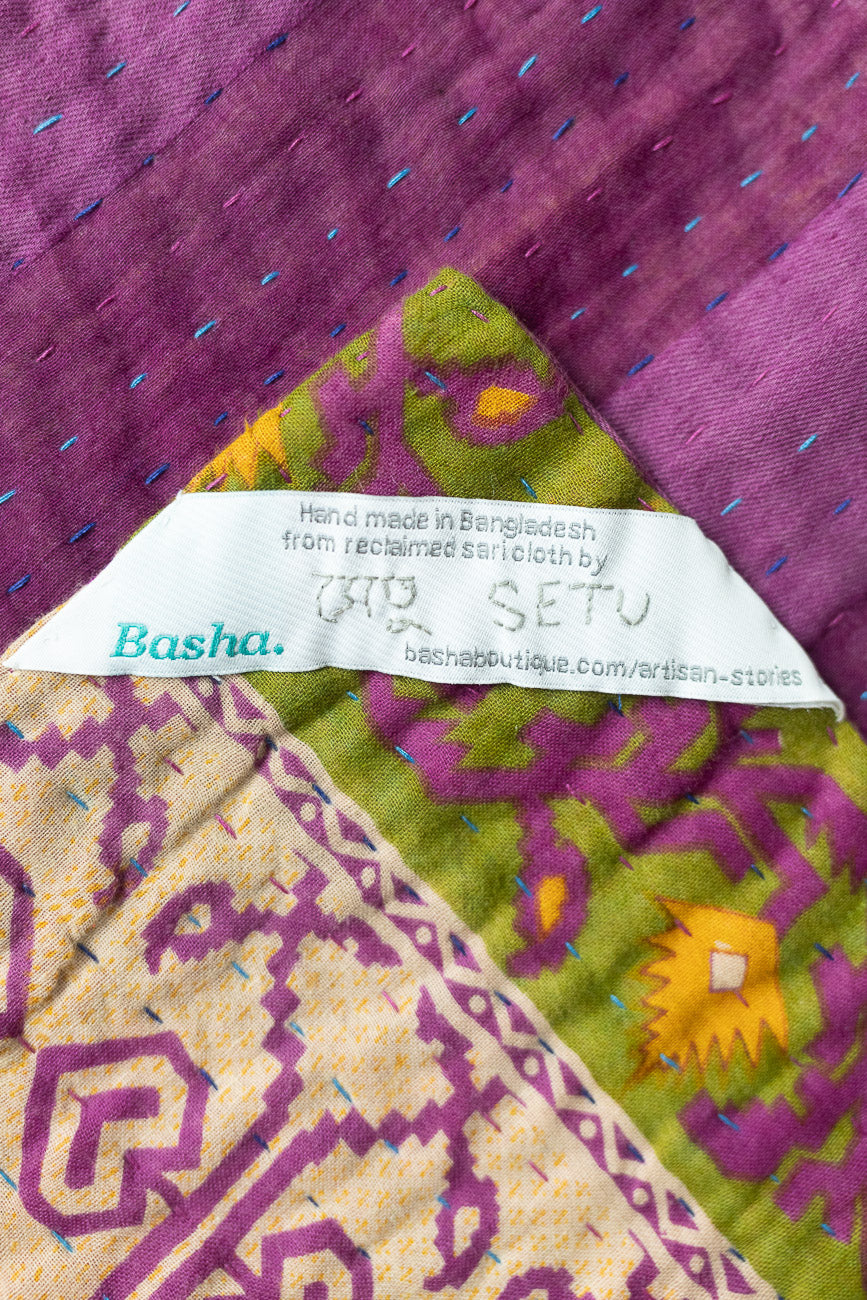 Hand made in Bangladesh
from reclaimed sari cloth by
সেতু SETU
Basha.
bashaboutique.com/artisan-stories